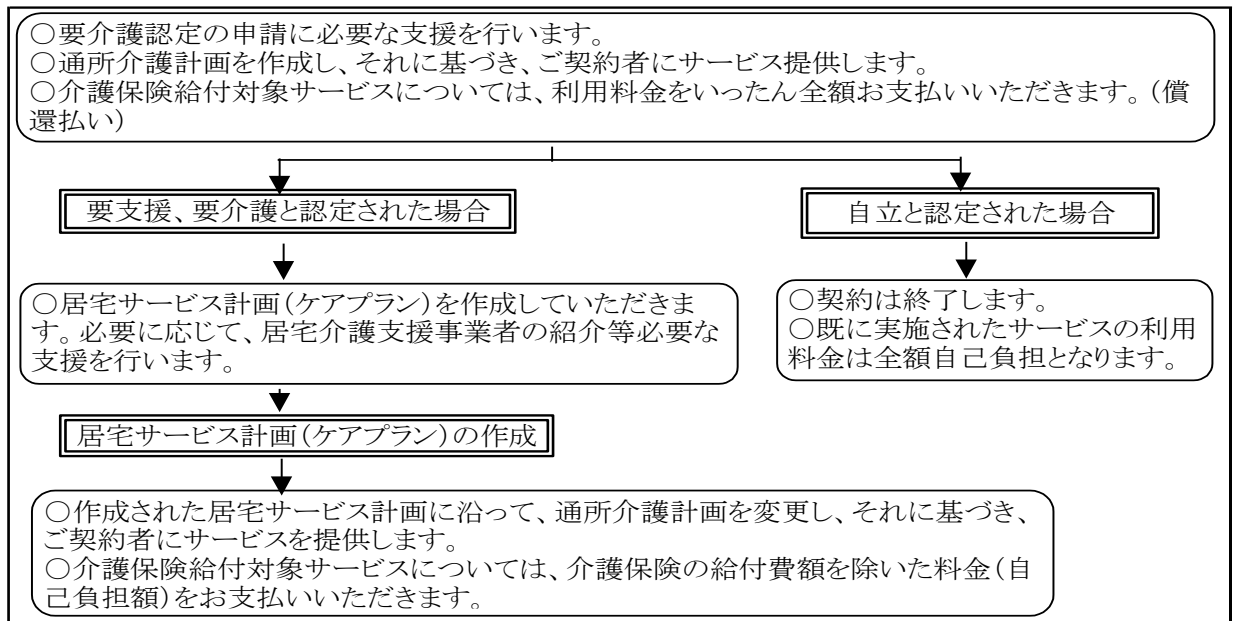 ○要介護認定の申請に必要な支援を行います。
○通所介護計画を作成し、それに基づき、ご契約者にサービス提供します。
○介護保険給付対象サービスについては、利用料金をいったん全額お支払いいただきます。（償
還払い）
要支援、要介護と認定された場合
自立と認定された場合
○居宅サービス計画（ケアプラン）を作成していただきま
す。必要に応じて、居宅介護支援事業者の紹介等必要な
支援を行います。
○契約は終了します。
○既に実施されたサービスの利用
料金は全額自己負担となります。
居宅サービス計画（ケアプラン）の作成
○作成された居宅サービス計画に沿って、通所介護計画を変更し、それに基づき、
ご契約者にサービスを提供します。
○介護保険給付対象サービスについては、介護保険の給付費額を除いた料金（自
己負担額）をお支払いいただきます。